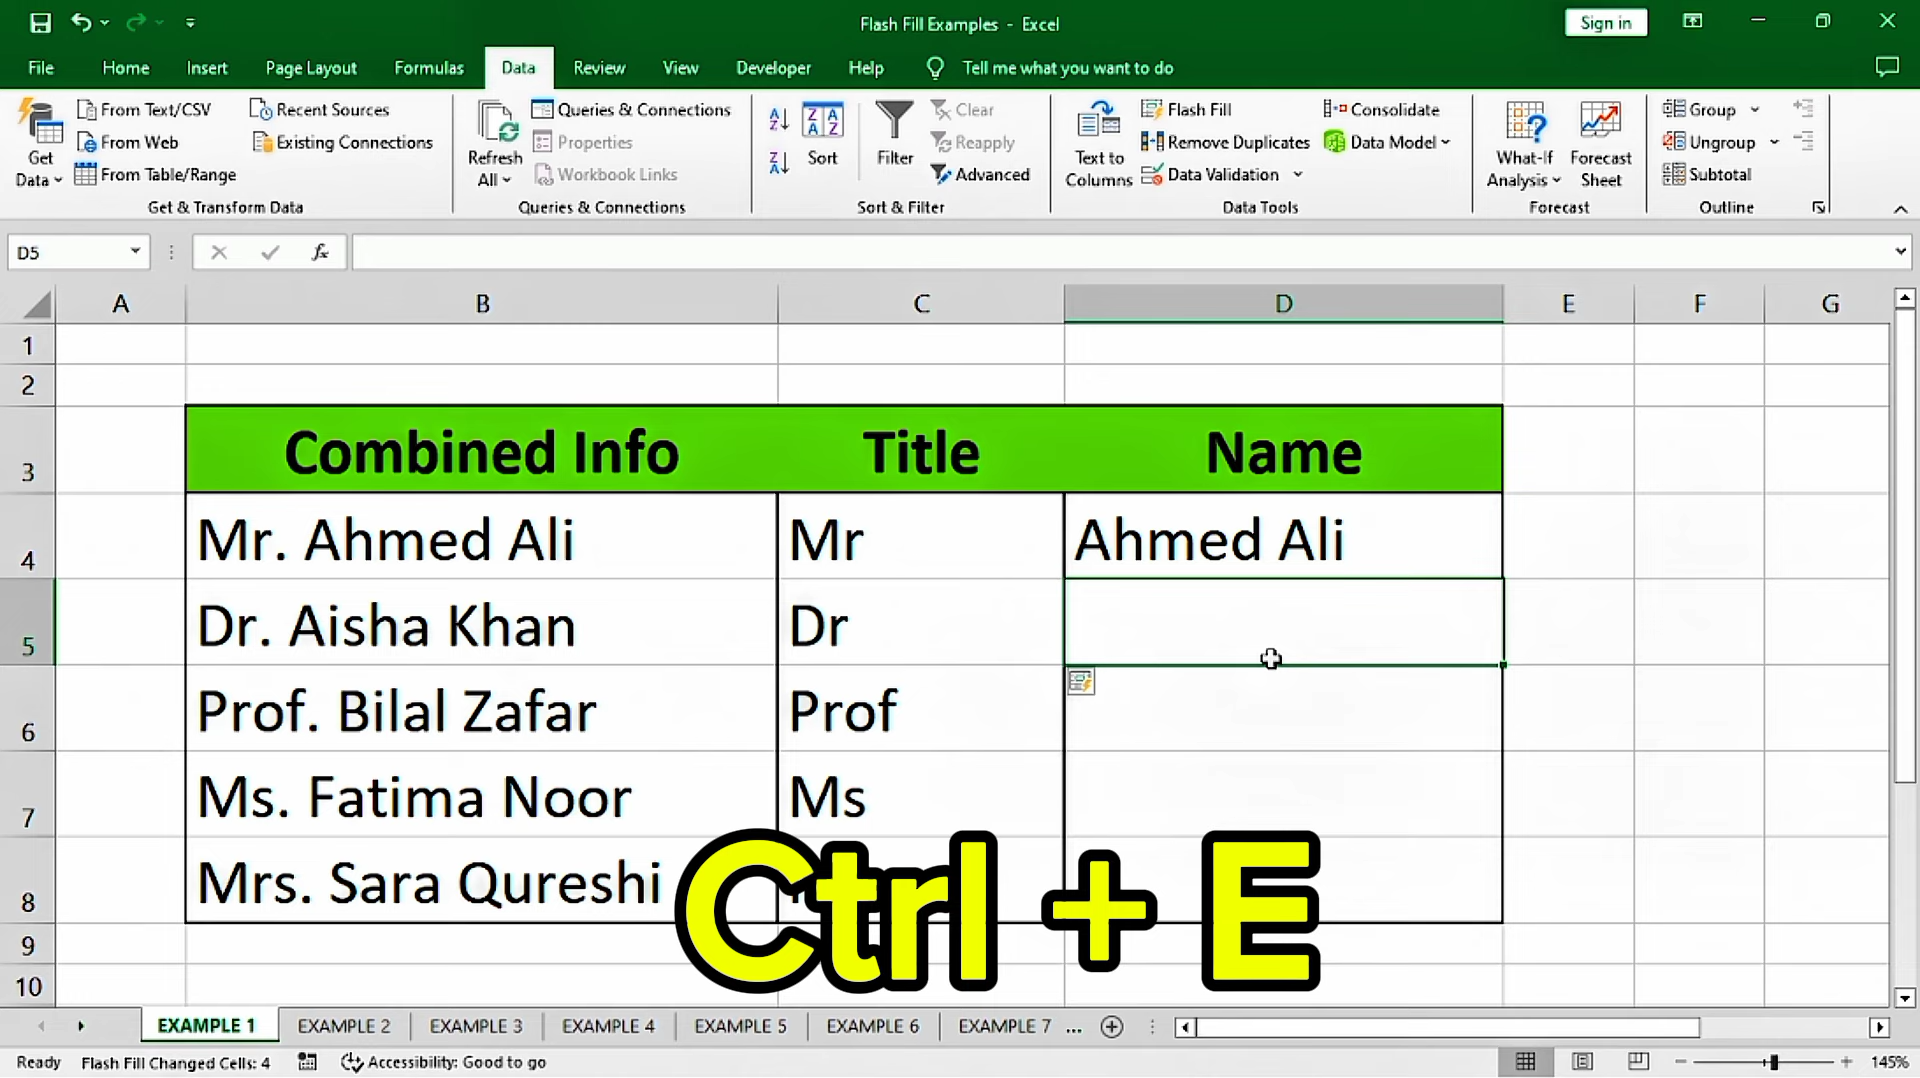 Flash Fill Examples - Excel
Sign in
File Home Insert Page Layout Formulas Data Review View Developer Help Tell me what you want to do
Get Data
From Text/CSV
From Web
From Table/Range
Recent Sources
Existing Connections
Get & Transform Data
Refresh All
Queries & Connections
Properties
Workbook Links
Queries & Connections
Sort
Filter
Clear
Reapply
Advanced
Sort & Filter
Text to Columns
Flash Fill
Remove Duplicates
Data Validation
Consolidate
Data Model
Data Tools
What-If Analysis
Forecast Sheet
Forecast
Group
Ungroup
Subtotal
Outline
D5
fx
A B C D E F G
1
2
3 Combined Info Title Name
4 Mr. Ahmed Ali Mr Ahmed Ali
5 Dr. Aisha Khan Dr
6 Prof. Bilal Zafar Prof
7 Ms. Fatima Noor Ms
8 Mrs. Sara Qureshi
Ctrl + E
9
10
EXAMPLE 1 EXAMPLE 2 EXAMPLE 3 EXAMPLE 4 EXAMPLE 5 EXAMPLE 6 EXAMPLE 7 ...
Ready Flash Fill Changed Cells: 4 Accessibility: Good to go 145%